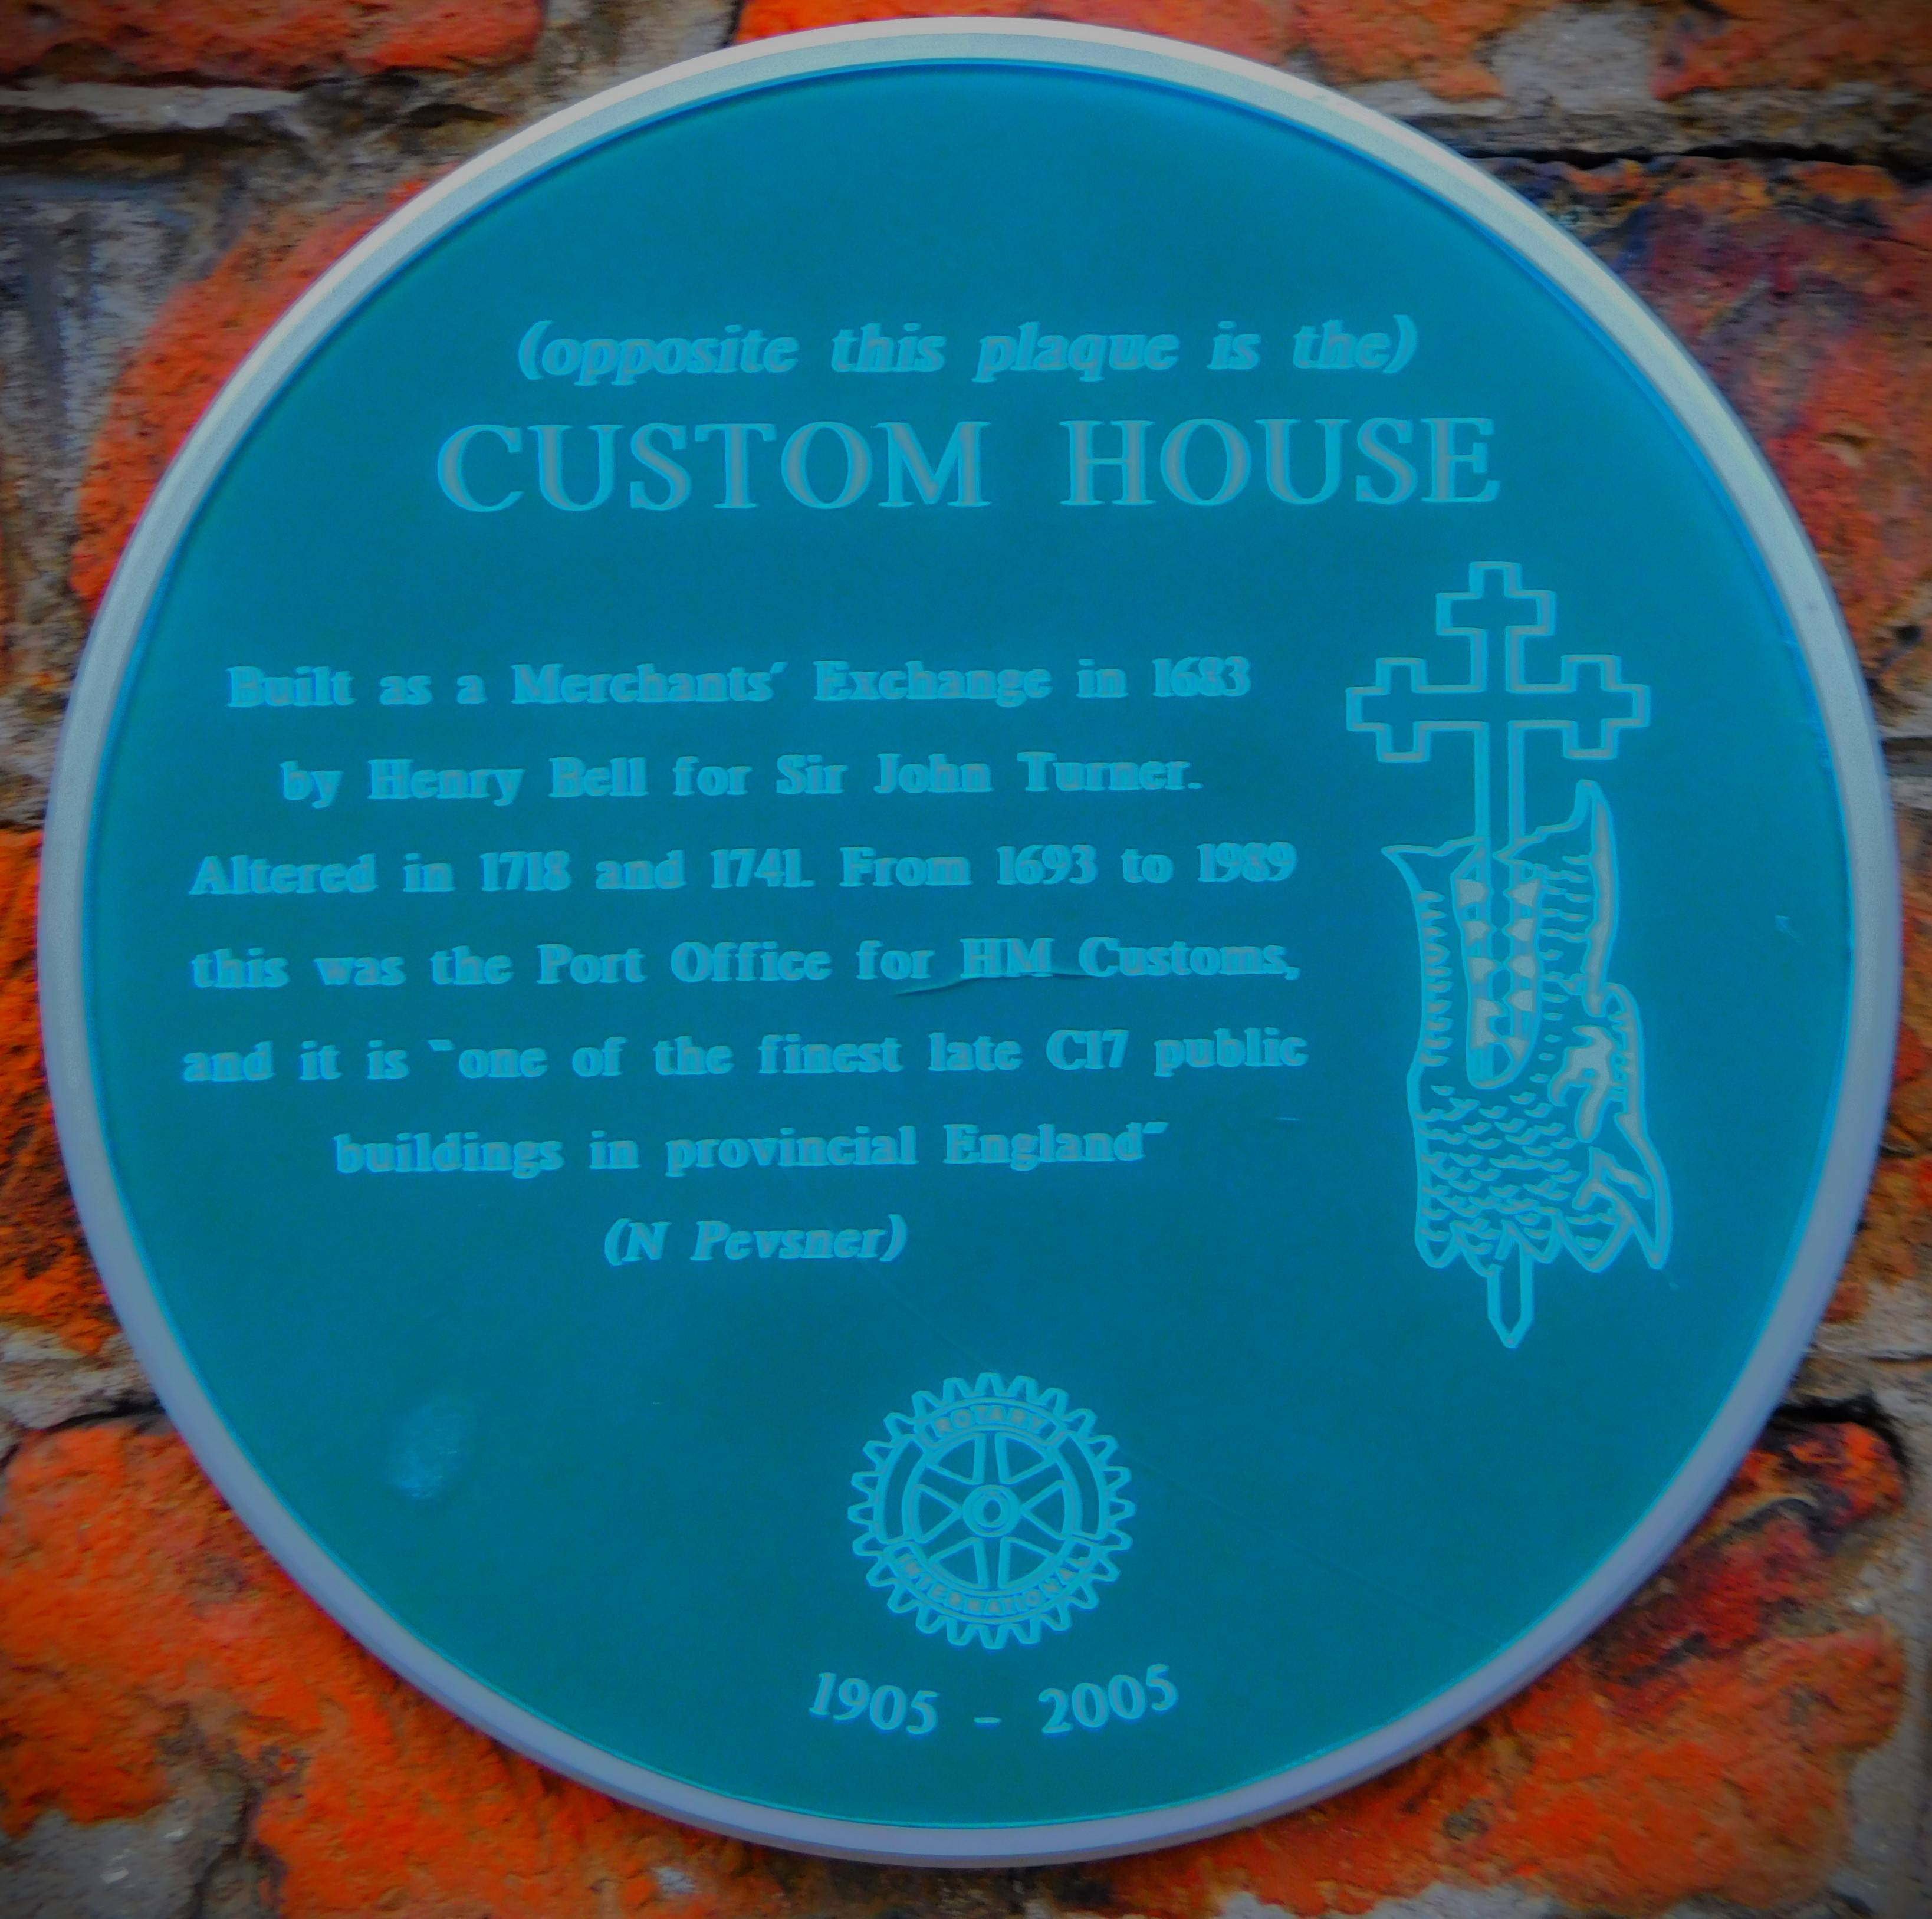 (opposite this plaque is the)
CUSTOM HOUSE
Built as a Merchants' Exchange in 1683
by Henry Bell for Sir John Turner.
Altered in 1718 and 1741. From 1693 to 1989
this was the Port Office for HM Customs,
and it is "one of the finest late C17 public
buildings in provincial England"
(N Pevsner)
ROTARY
INTERNATIONAL
1905 - 2005